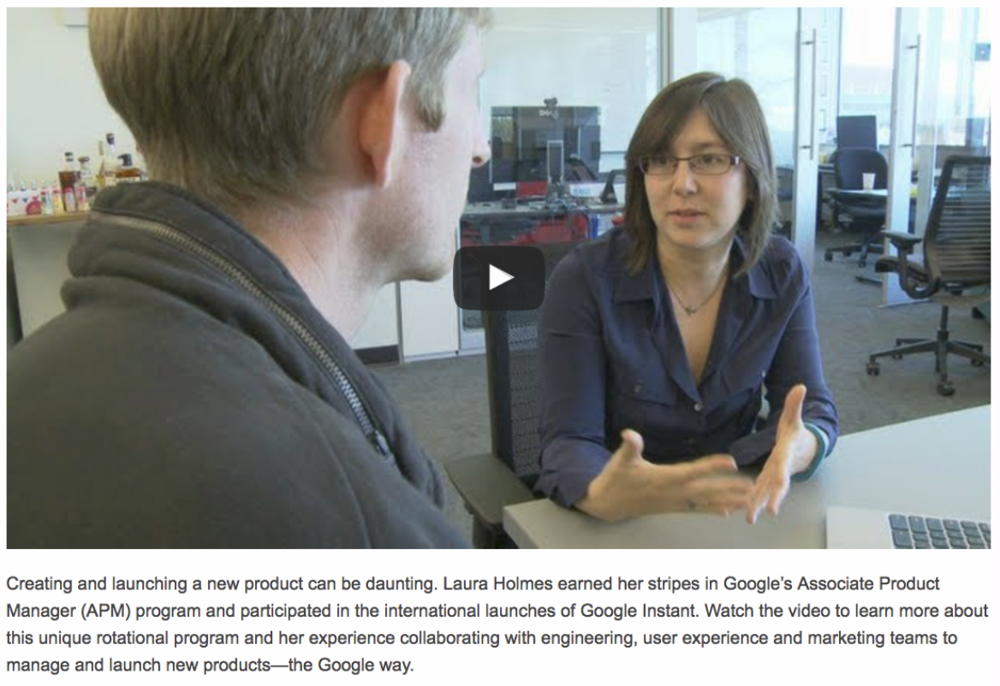 Creating and launching a new product can be daunting. Laura Holmes earned her stripes in Google’s Associate Product
Manager (APM) program and participated in the international launches of Google Instant. Watch the video to learn more about
this unique rotational program and her experience collaborating with engineering, user experience and marketing teams to
manage and launch new products—the Google way.